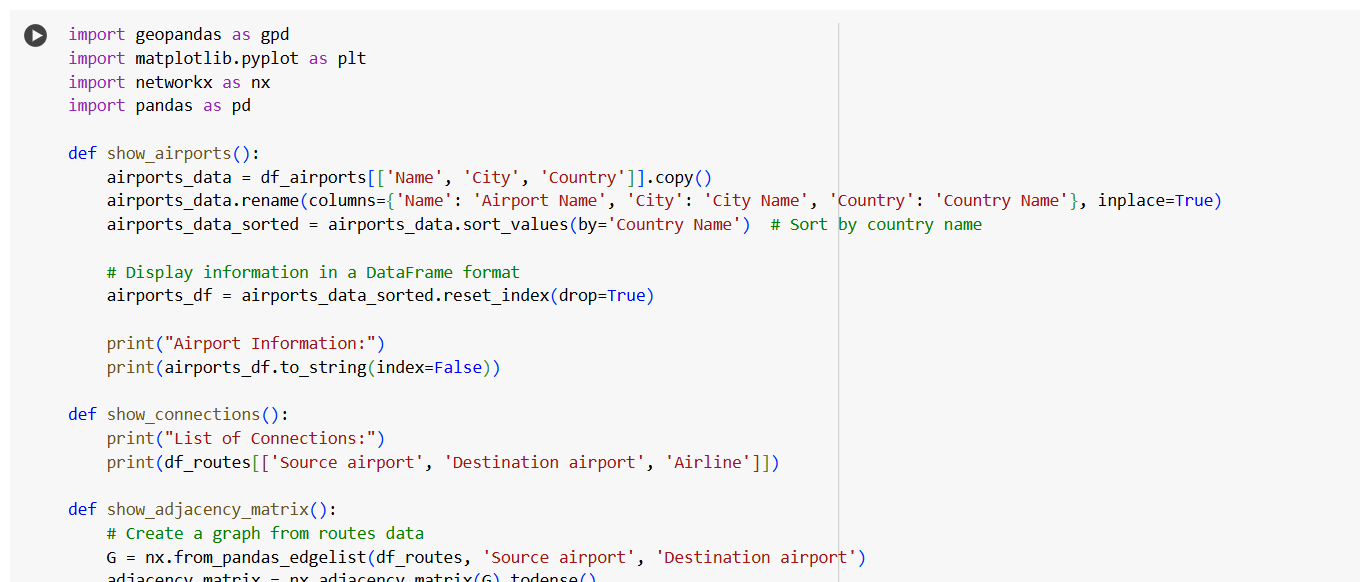 import geopandas as gpd
import matplotlib.pyplot as plt
import networkx as nx
import pandas as pd

def show_airports():
    airports_data = df_airports[['Name', 'City', 'Country']].copy()
    airports_data.rename(columns={'Name': 'Airport Name', 'City': 'City Name', 'Country': 'Country Name'}, inplace=True)
    airports_data_sorted = airports_data.sort_values(by='Country Name')  # Sort by country name

    # Display information in a DataFrame format
    airports_df = airports_data_sorted.reset_index(drop=True)

    print("Airport Information:")
    print(airports_df.to_string(index=False))

def show_connections():
    print("List of Connections:")
    print(df_routes[['Source airport', 'Destination airport', 'Airline']])

def show_adjacency_matrix():
    # Create a graph from routes data
    G = nx.from_pandas_edgelist(df_routes, 'Source airport', 'Destination airport')
    adjacency_matrix = nx.adjacency_matrix(G).todense()